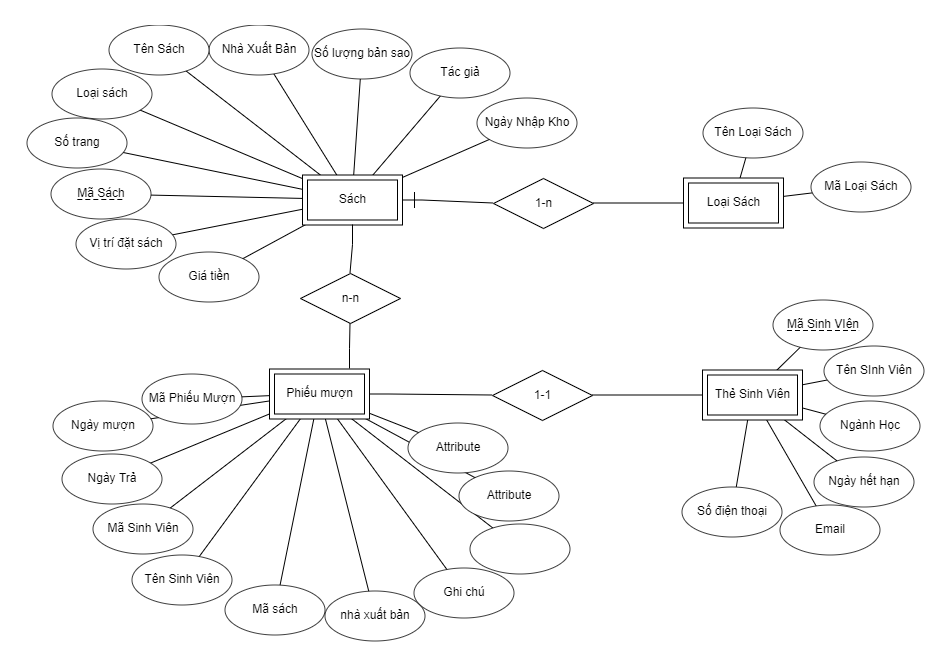 Tên Sách
Nhà Xuất Bản
Số lượng bản sao
Tác giả
Loại sách
Ngày Nhập Kho
Số trang
Tên Loại Sách
Mã Sách
Mã Loại Sách
Sách
1-n
Loại Sách
Vị trí đặt sách
Giá tiền
n-n
Mã Sinh VIên
Tên SInh Viên
Phiếu mượn
1-1
Thẻ Sinh Viên
Mã Phiếu Mượn
Ngày mượn
Ngành Học
Attribute
Ngày Trả
Ngày hết hạn
Attribute
Số điện thoại
Mã Sinh Viên
Email
Tên Sinh Viên
Ghi chú
Mã sách
nhà xuất bản